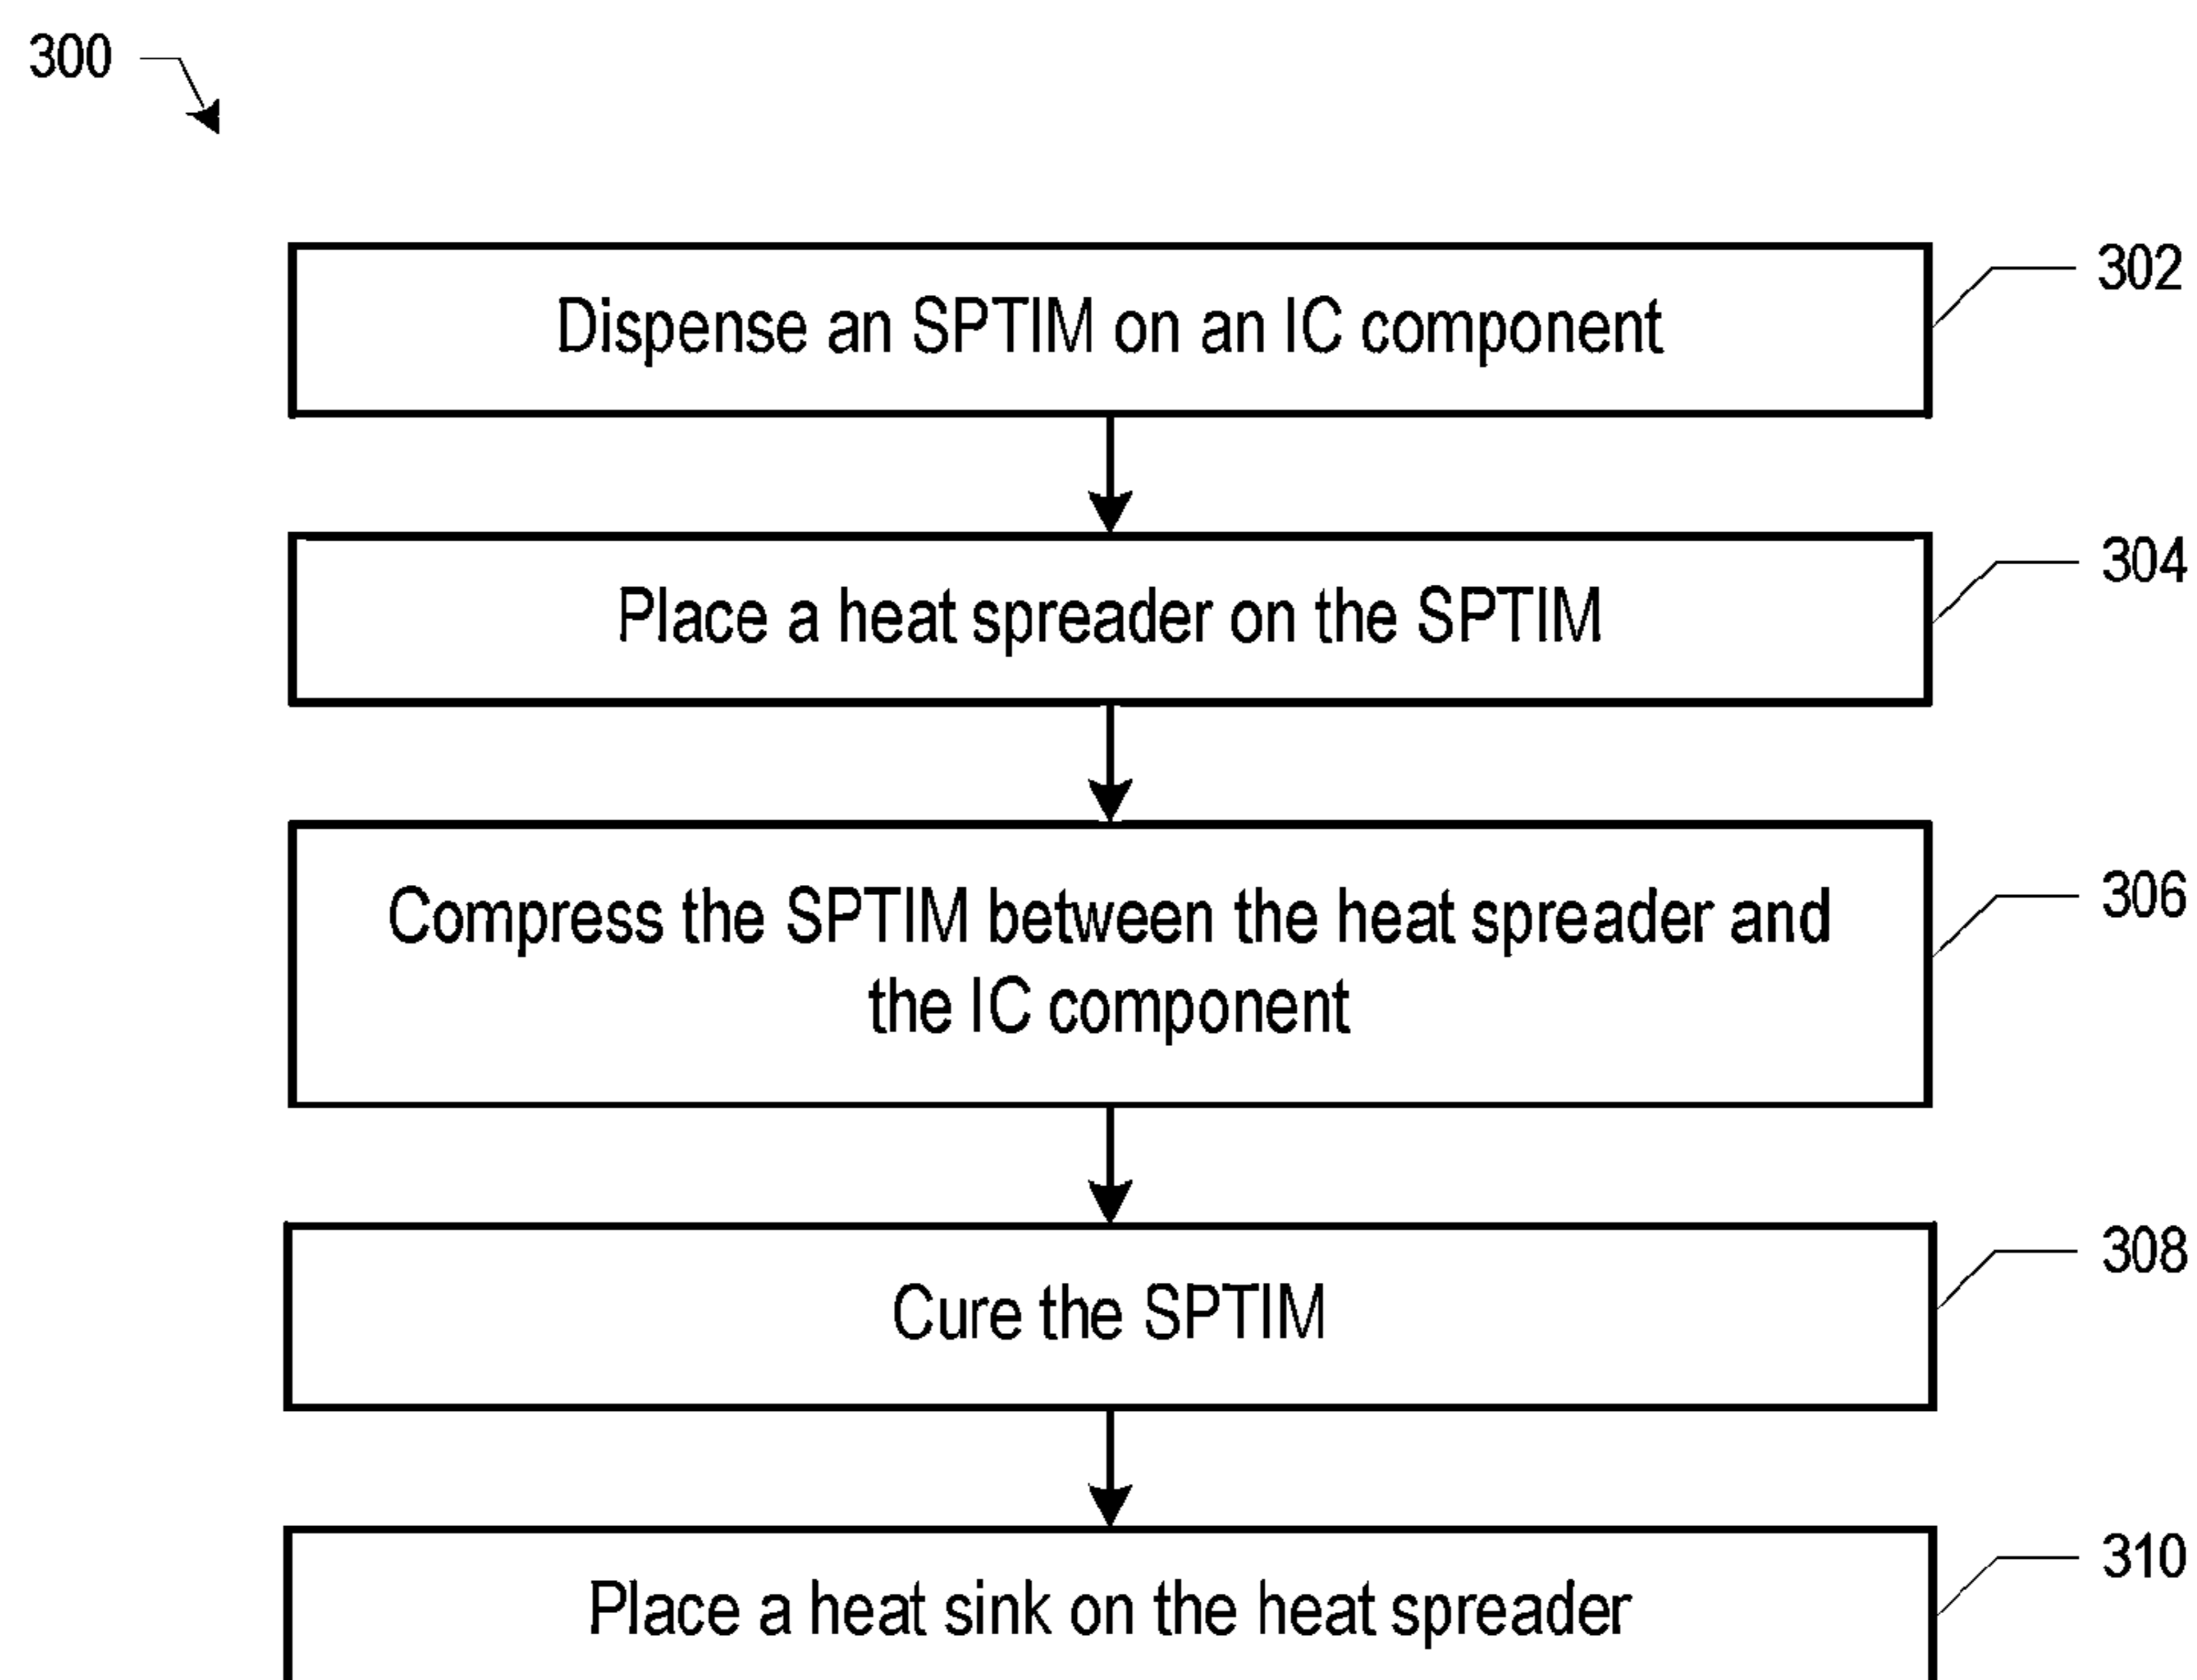 300
302
Dispense an SPTIM on an IC component
304
Place a heat spreader on the SPTIM
306
Compress the SPTIM between the heat spreader and
the IC component
308
Cure the SPTIM
310
Place a heat sink on the heat spreader